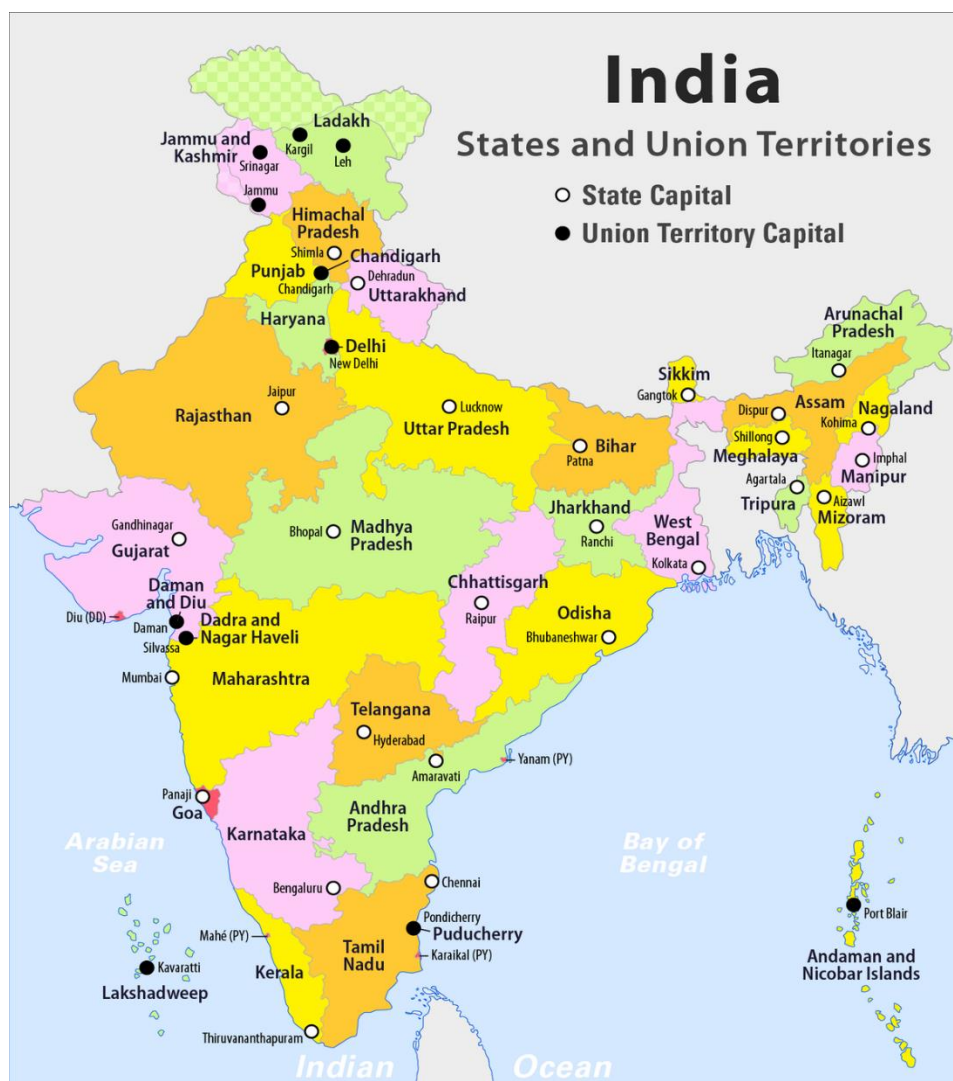 India
States and Union Territories
State Capital
Union Territory Capital
Ladakh
Kargil
Leh
Jammu and
Kashmir
Srinagar
Jammu
Himachal
Pradesh
Shimla
Chandigarh
Punjab
Chandigarh
Dehradun
Uttarakhand
Haryana
Delhi
New Delhi
Arunachal
Pradesh
Itanagar
Sikkim
Gangtok
Assam
Dispur
Nagaland
Kohima
Shillong
Meghalaya
Imphal
Manipur
Agartala
Tripura
Aizawl
Mizoram
Jaipur
Rajasthan
Lucknow
Uttar Pradesh
Bihar
Patna
Jharkhand
Ranchi
West
Bengal
Kolkata
Gandhinagar
Gujarat
Bhopal
Madhya
Pradesh
Chhattisgarh
Raipur
Odisha
Bhubaneshwar
Daman
and Diu
Diu (DD)
Daman
Dadra and
Nagar Haveli
Silvassa
Mumbai
Maharashtra
Telangana
Hyderabad
Amaravati
Yanam (PY)
Panaji
Goa
Karnataka
Andhra
Pradesh
Arabian
Sea
Bay of
Bengal
Bengaluru
Chennai
Pondicherry
Puducherry
Mahé (PY)
Karaikal (PY)
Tamil
Nadu
Kerala
Kavaratti
Lakshadweep
Port Blair
Andaman and
Nicobar Islands
Thiruvananthapuram
Indian Ocean